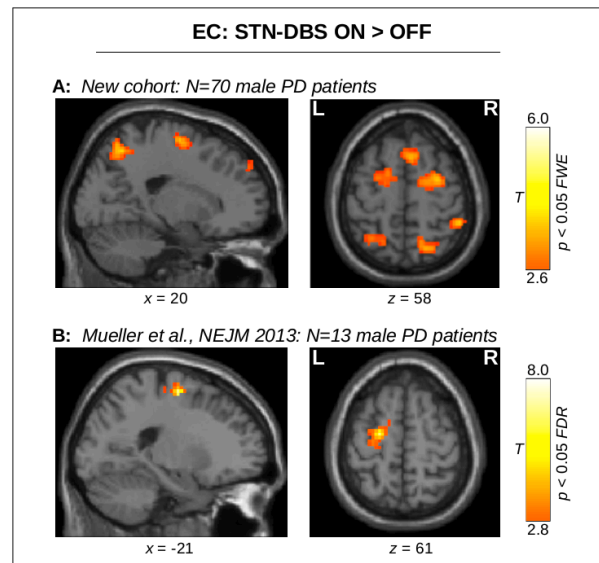 EC: STN-DBS ON > OFF
A: New cohort: N=70 male PD patients
L
R
6.0
T
p < 0.05 FWE
2.6
x = 20
z = 58
B: Mueller et al., NEJM 2013: N=13 male PD patients
L
R
8.0
T
p < 0.05 FDR
2.8
x = -21
z = 61